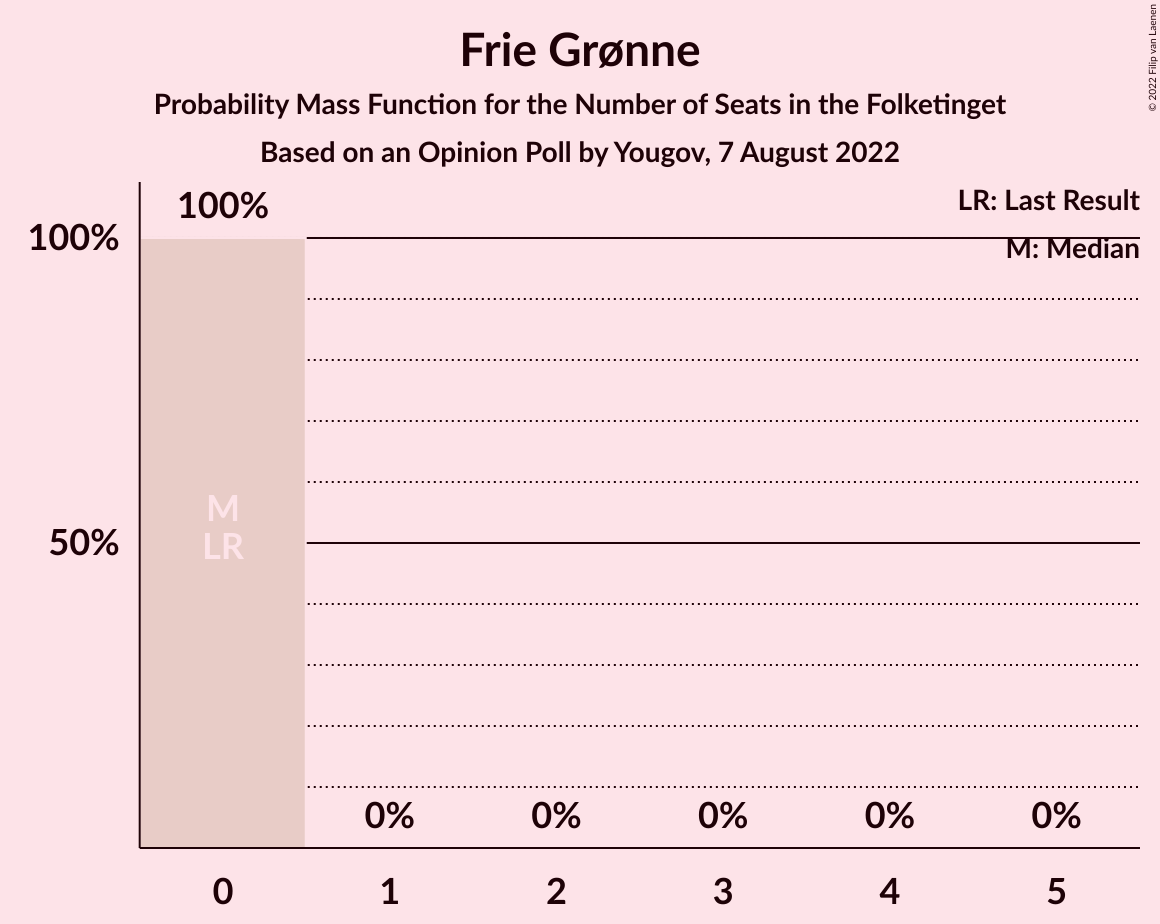 Frie Grønne
Probability Mass Function for the Number of Seats in the Folketinget
Based on an Opinion Poll by Yougov, 7 August 2022
© 2022 Filip van Laenen
LR: Last Result
M: Median
100%
100%
50%
M
LR
0% 0% 0% 0% 0%
0 1 2 3 4 5